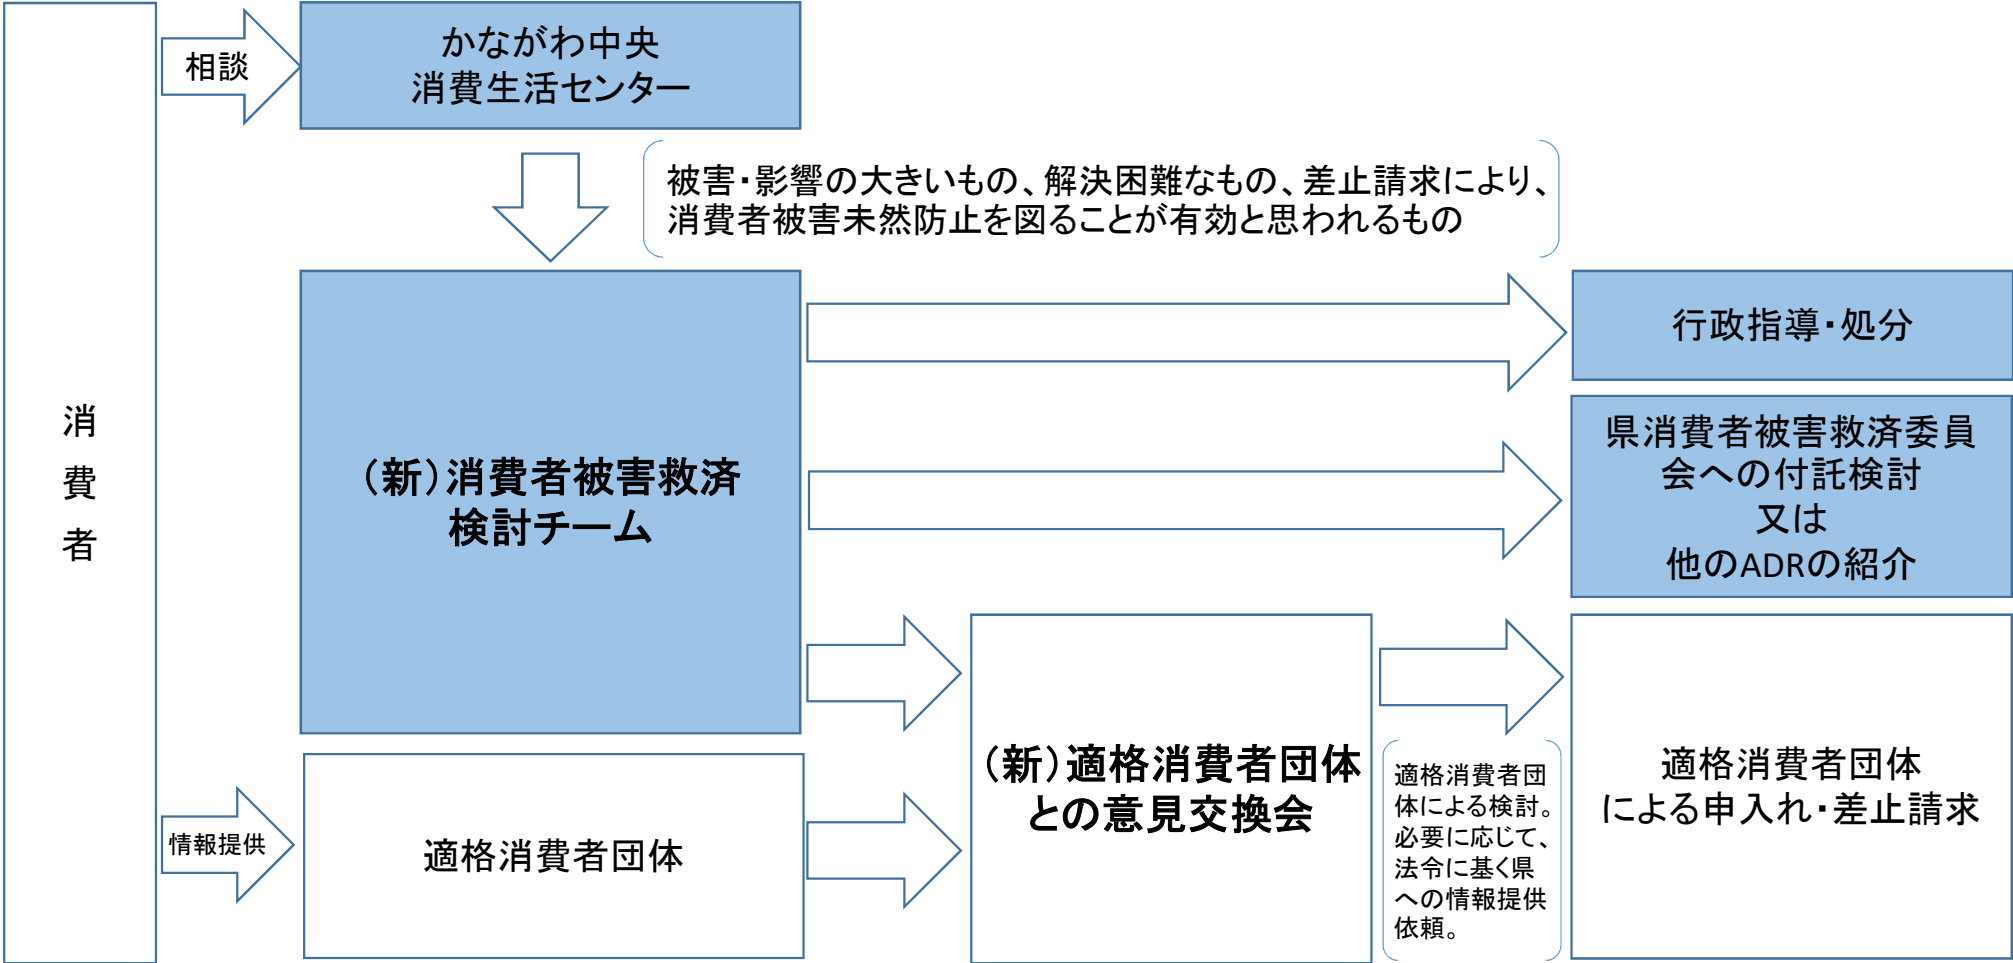 消
費
者
相談
かながわ中央
消費生活センター
被害・影響の大きいもの、解決困難なもの、差止請求により、
消費者被害未然防止を図ることが有効と思われるもの
(新)消費者被害救済
検討チーム
行政指導・処分
県消費者被害救済委員
会への付託検討
又は
他のADRの紹介
情報提供
適格消費者団体
(新)適格消費者団体
との意見交換会
適格消費者団
体による検討。
必要に応じて、
法令に基く県
への情報提供
依頼。
適格消費者団体
による申入れ・差止請求